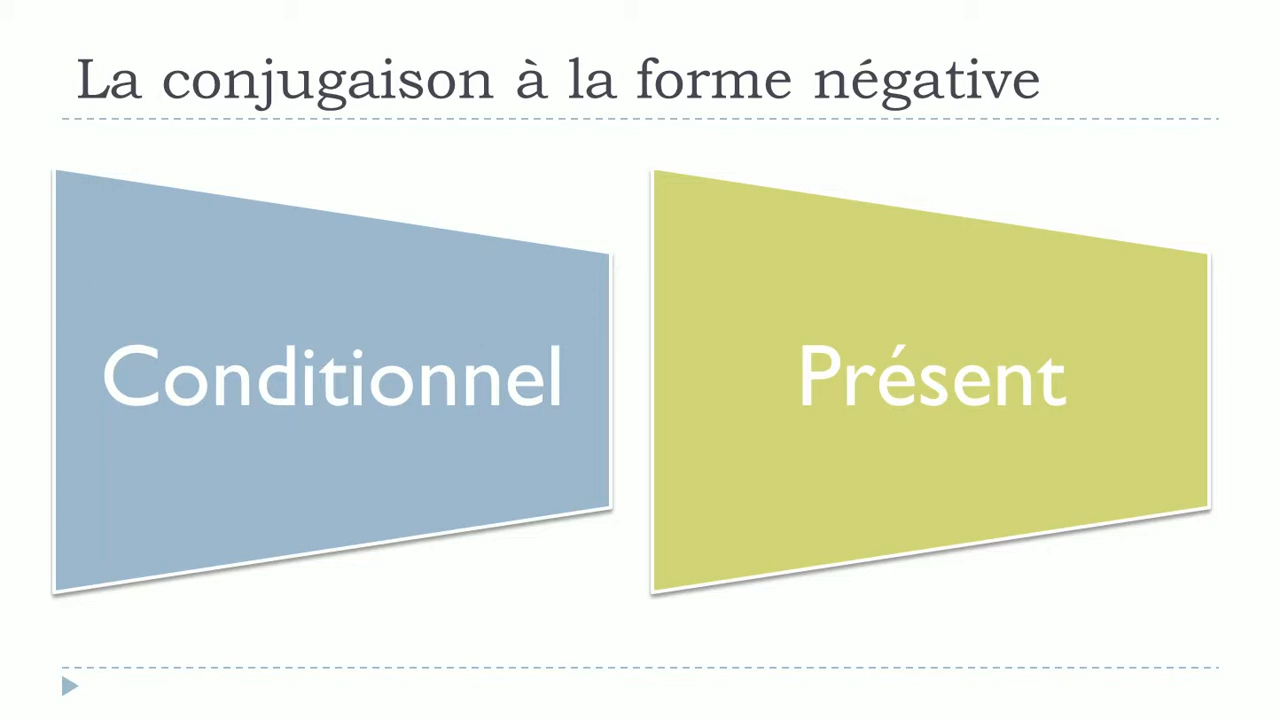 La conjugaison à la forme négative
Conditionnel
Présent